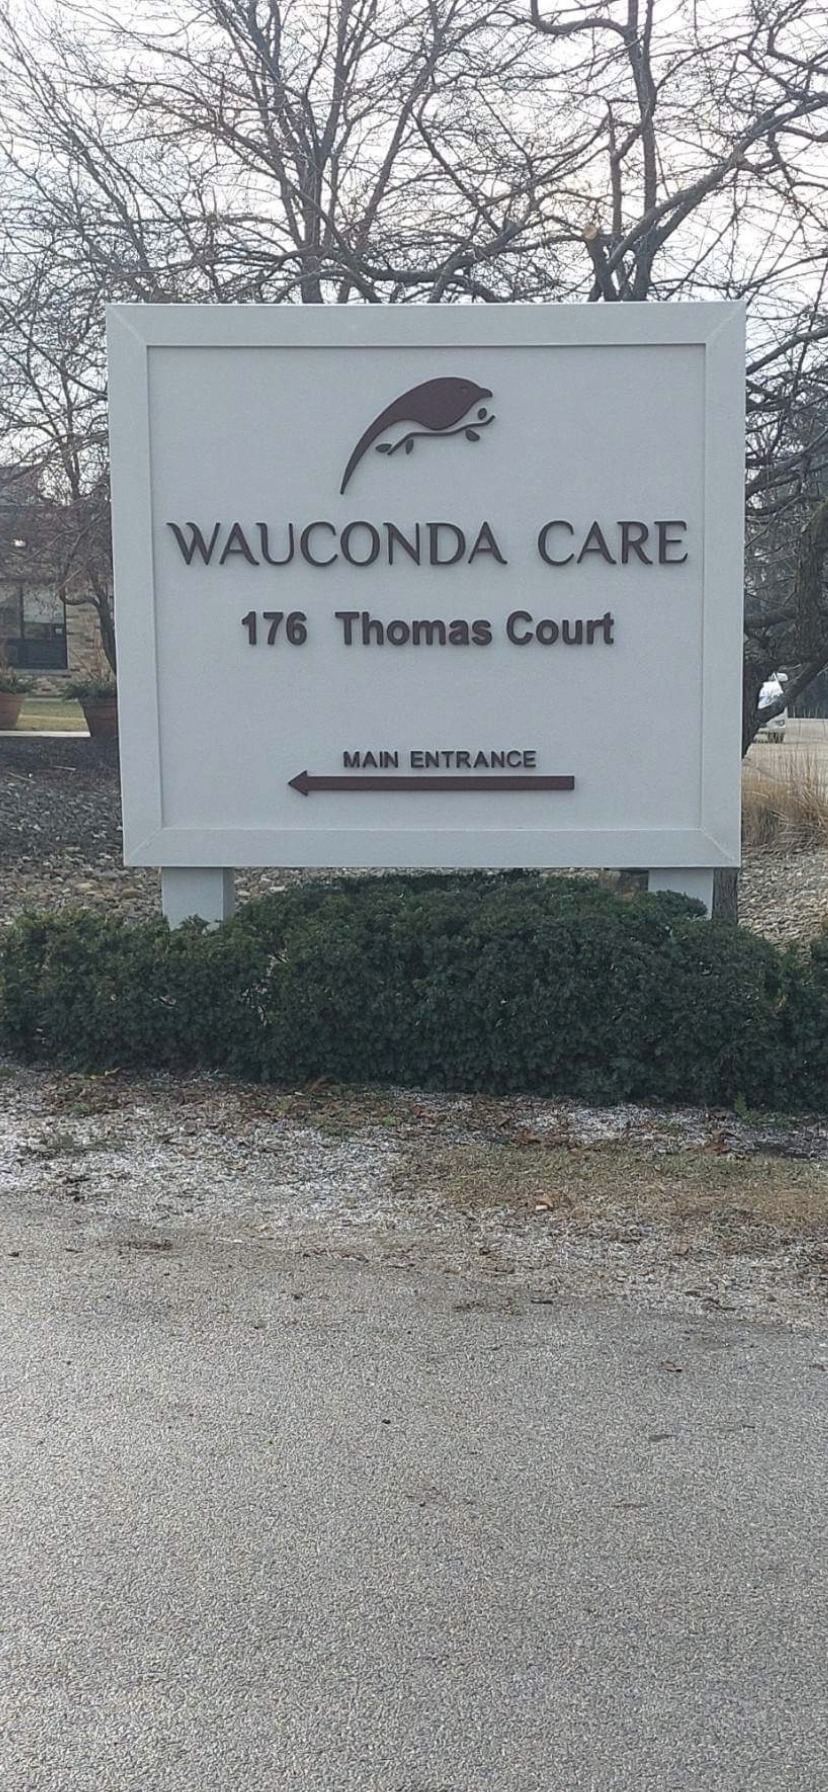 WAUCONDA CARE
176 Thomas Court
MAIN ENTRANCE